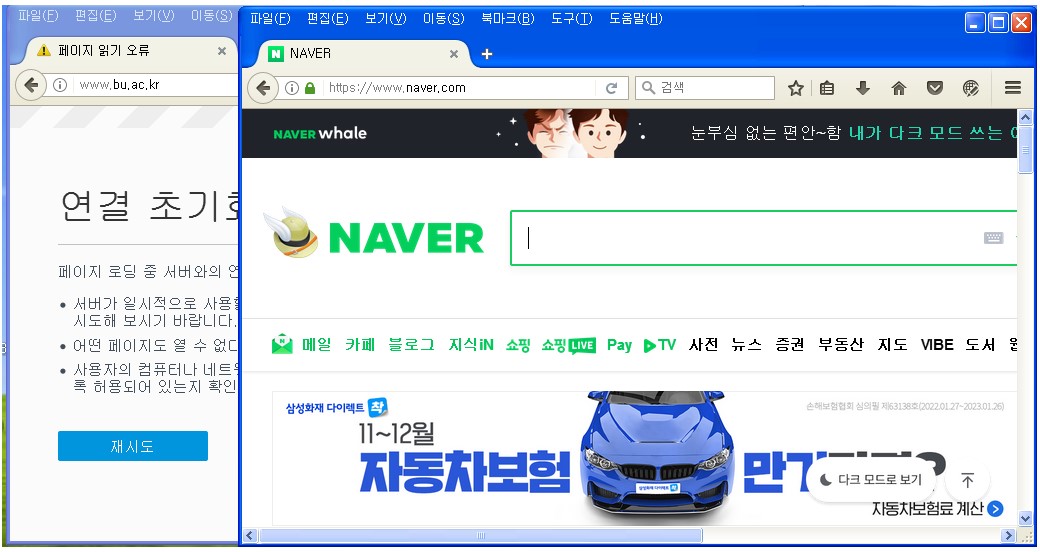 파일(F) 편집(E) 보기(V) 이동(S)
페이지 읽기 오류
www.bu.ac.kr
연결 초기화
페이지 로딩 중 서버와의 연
서버가 일시적으로 사용할
시도해 보시기 바랍니다.
어떤 페이지도 열 수 없다
사용자의 컴퓨터나 네트워
록 허용되어 있는지 확인
재시도
파일(F) 편집(E) 보기(V) 이동(S) 북마크(B) 도구(T) 도움말(H)
NAVER
https://www.naver.com
검색
NAVER whale 눈부심 없는 편안~함 내가 다크 모드 쓰는
NAVER
메일 카페 블로그 지식iN 쇼핑 쇼핑LIVE Pay TV 사전 뉴스 증권 부동산 지도 VIBE 도서
삼성화재 다이렉트 착 손해보험협회 심의필 제63138호(2022.01.27~2023.01.26)
11~12월
자동차보험
삼성화재 다이렉트 착
다크 모드로 보기
자동차보험료 계산